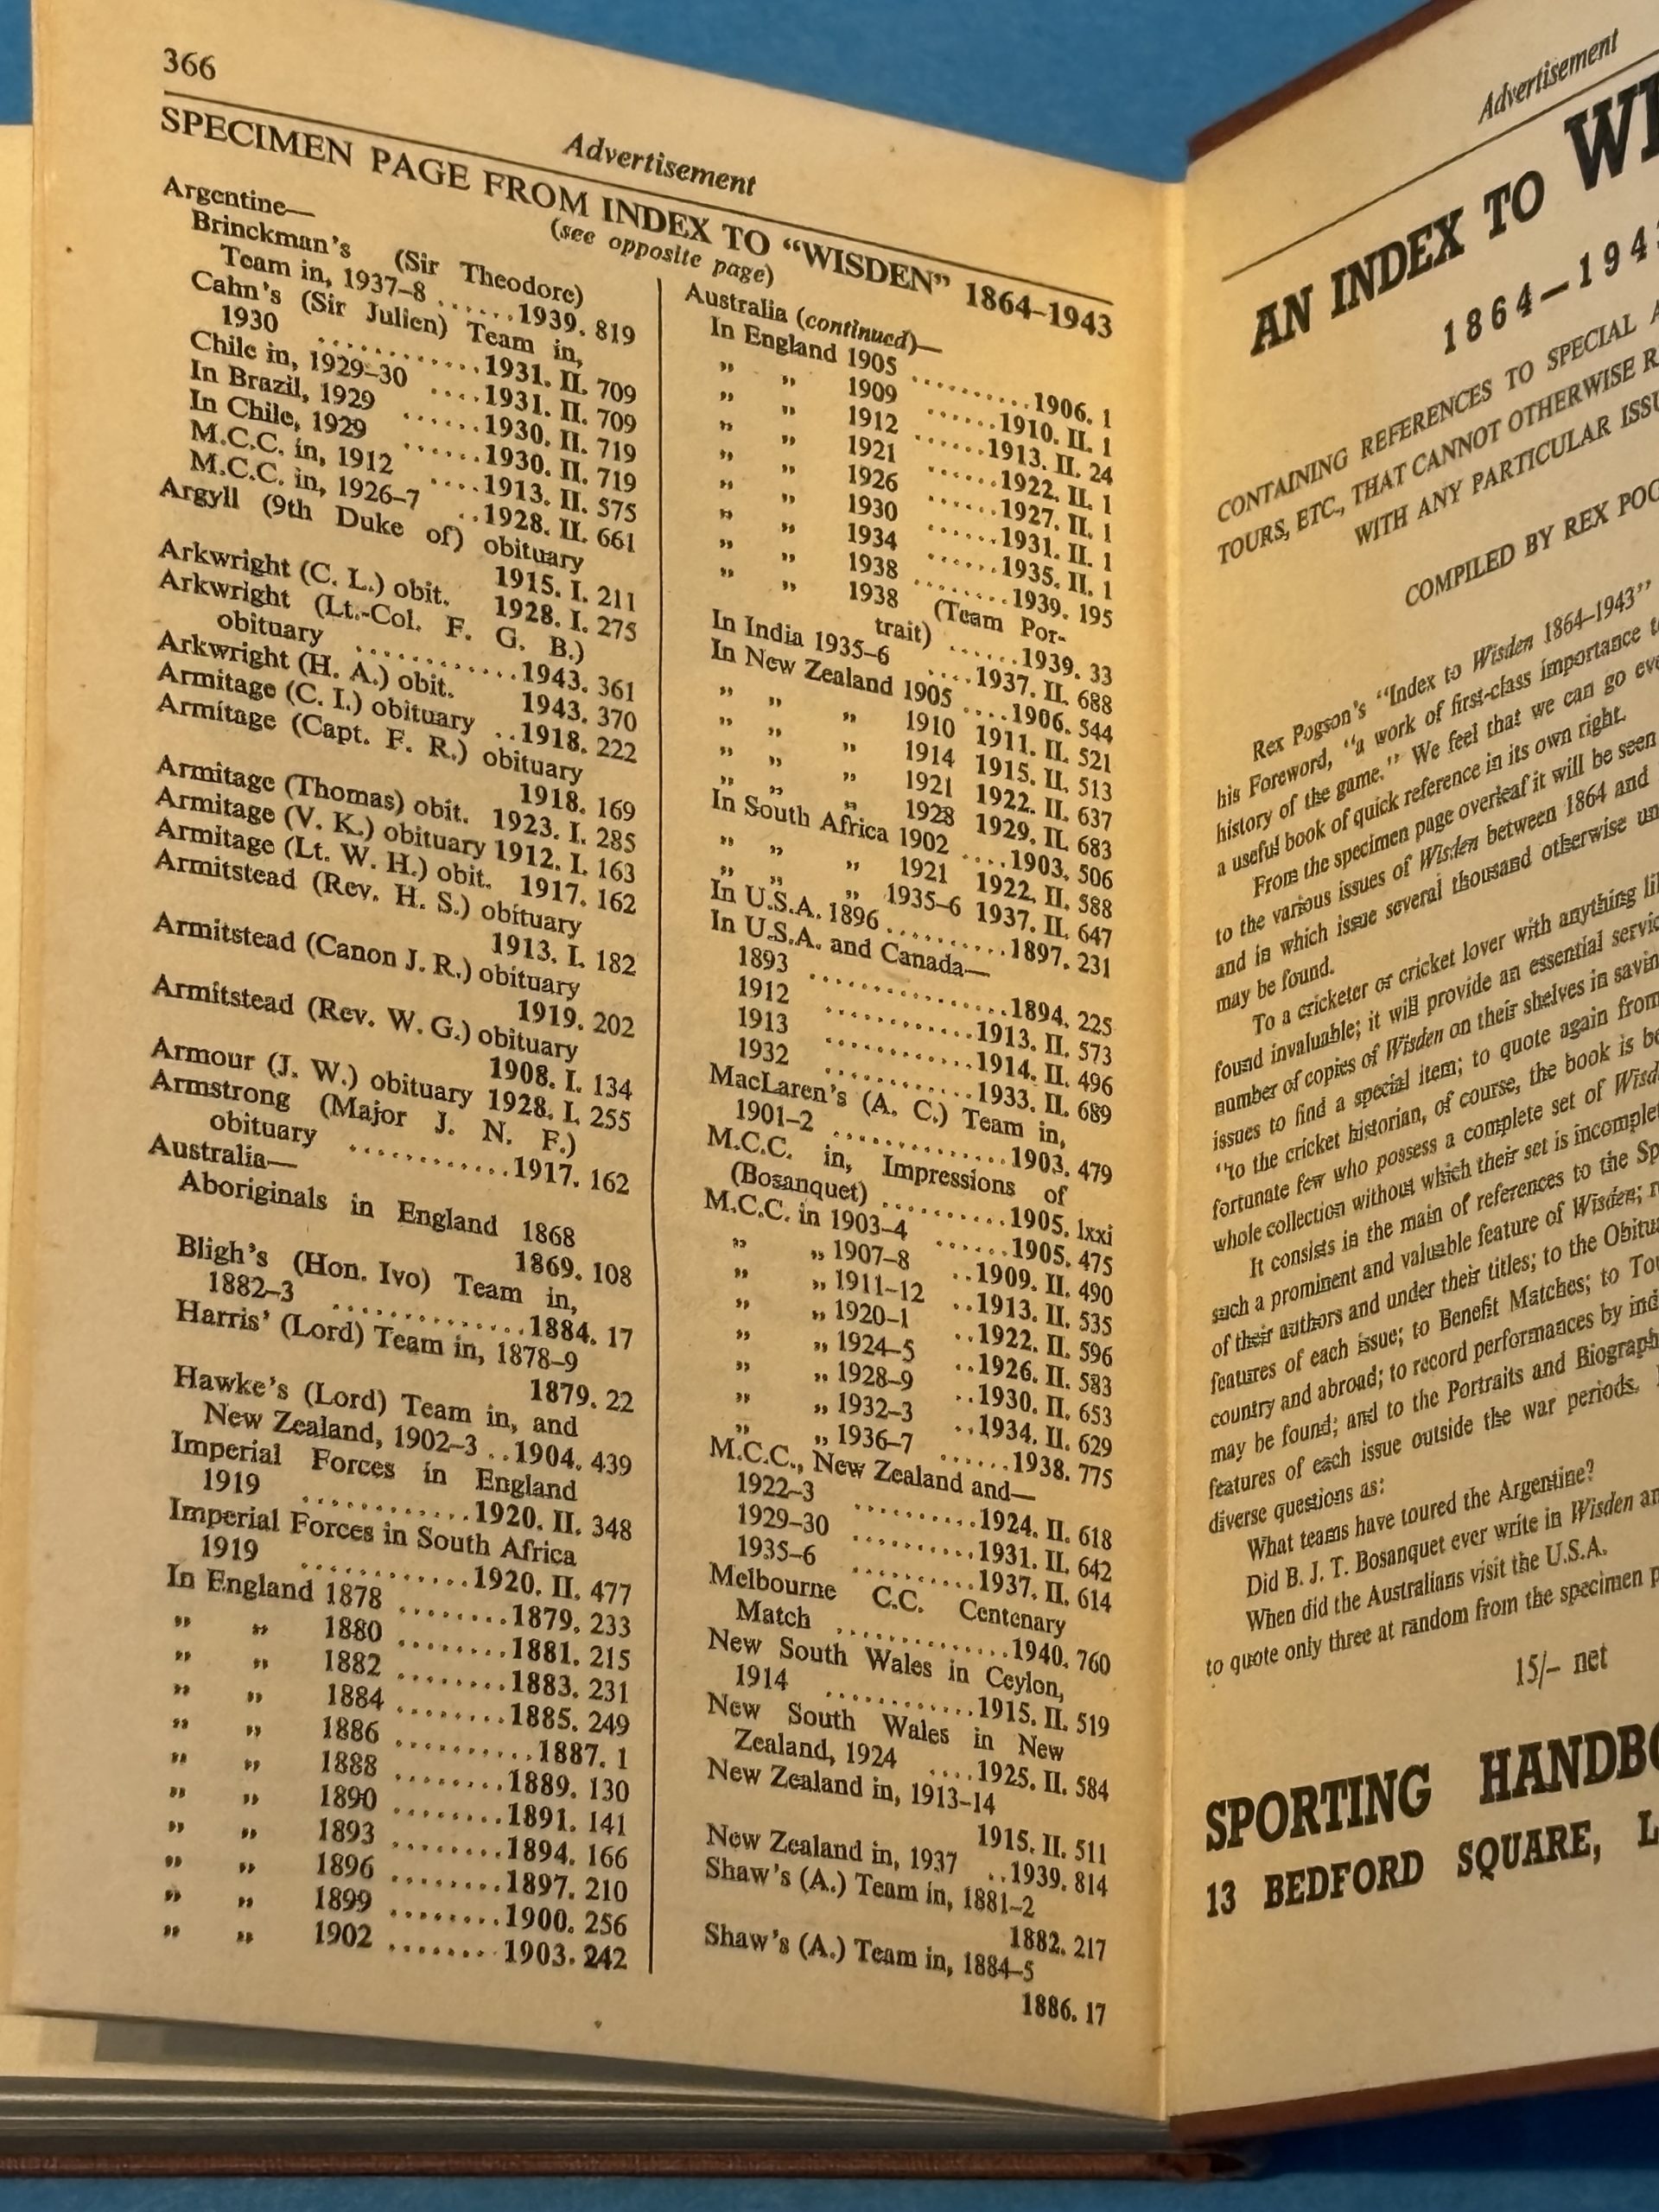 366
Advertisement
SPECIMEN PAGE FROM INDEX TO “WISDEN” 1864–1943
(see opposite page)
Argentine—
Brinckman’s (Sir Theodore)
Team in, 1937–8 ......1939. 819
Cahn’s (Sir Julien) Team in,
1930 ............1931. II. 709
Chile in, 1929–30 ....1931. II. 709
In Brazil, 1929 ......1930. II. 719
In Chile, 1929 ......1930. II. 719
M.C.C. in, 1912 ....1913. II. 575
M.C.C. in, 1926–7 ..1928. II. 661
Argyll (9th Duke of) obituary
1915. I. 211
Arkwright (C. L.) obit. 1928. I. 275
Arkwright (Lt.-Col. F. G. B.)
obituary ............1943. 361
Arkwright (H. A.) obit. 1943. 370
Armitage (C. I.) obituary ..1918. 222
Armitage (Capt. F. R.) obituary
1918. 169
Armitage (Thomas) obit. 1923. I. 285
Armitage (V. K.) obituary 1912. I. 163
Armitage (Lt. W. H.) obit. 1917. 162
Armitstead (Rev. H. S.) obituary
1913. I. 182
Armitstead (Canon J. R.) obituary
1919. 202
Armitstead (Rev. W. G.) obituary
1908. I. 134
Armour (J. W.) obituary 1928. I. 255
Armstrong (Major J. N. F.)
obituary ............1917. 162
Australia—
Aboriginals in England 1868
1869. 108
Bligh’s (Hon. Ivo) Team in,
1882–3 ............1884. 17
Harris’ (Lord) Team in, 1878–9
1879. 22
Hawke’s (Lord) Team in, and
New Zealand, 1902–3 ..1904. 439
Imperial Forces in England
1919 ...........1920. II. 348
Imperial Forces in South Africa
1919 ............1920. II. 477
In England 1878 ........1879. 233
„ „ 1880 ........1881. 215
„ „ 1882 ........1883. 231
„ „ 1884 ........1885. 249
„ „ 1886 ..........1887. 1
„ „ 1888 ........1889. 130
„ „ 1890 ........1891. 141
„ „ 1893 ........1894. 166
„ „ 1896 ........1897. 210
„ „ 1899 ........1900. 256
„ „ 1902 ........1903. 242
Australia (continued)—
In England 1905 ..........1906. 1
„ „ 1909 ......1910. II. 1
„ „ 1912 ......1913. II. 24
„ „ 1921 ......1922. II. 1
„ „ 1926 ......1927. II. 1
„ „ 1930 ......1931. II. 1
„ „ 1934 ......1935. II. 1
„ „ 1938 ........1939. 195
„ „ 1938 (Team Por-
trait) ......1939. 33
In India 1935–6 ....1937. II. 688
In New Zealand 1905 ....1906. 544
„ „ „ 1910 1911. II. 521
„ „ „ 1914 1915. II. 513
„ „ „ 1921 1922. II. 637
„ „ „ 1928 1929. II. 683
In South Africa 1902 ....1903. 506
„ „ „ 1921 1922. II. 588
„ „ „ 1935–6 1937. II. 647
In U.S.A. 1896..........1897. 231
In U.S.A. and Canada—
1893 ................1894. 225
1912 ............1913. II. 573
1913 ............1914. II. 496
1932 ............1933. II. 689
MacLaren’s (A. C.) Team in,
1901–2 ..............1903. 479
M.C.C. in, Impressions of
(Bosanquet) ..........1905. lxxi
M.C.C. in 1903–4 ......1905. 475
„ „ 1907–8 ..1909. II. 490
„ „ 1911–12 ..1913. II. 535
„ „ 1920–1 ..1922. II. 596
„ „ 1924–5 ..1926. II. 583
„ „ 1928–9 ..1930. II. 653
„ „ 1932–3 ..1934. II. 629
„ „ 1936–7 ......1938. 775
M.C.C., New Zealand and—
1922–3 ..........1924. II. 618
1929–30 ..........1931. II. 642
1935–6 ..........1937. II. 614
Melbourne C.C. Centenary
Match ..............1940. 760
New South Wales in Ceylon,
1914 ............1915. II. 519
New South Wales in New
Zealand, 1924 ....1925. II. 584
New Zealand in, 1913–14
1915. II. 511
New Zealand in, 1937 ..1939. 814
Shaw’s (A.) Team in, 1881–2
1882. 217
Shaw’s (A.) Team in, 1884–5
1886. 17
Advertisement
AN INDEX TO
1864—194
CONTAINING REFERENCES TO SPECIAL
TOURS, ETC., THAT CANNOT OTHERWISE
WITH ANY PARTICULAR
COMPILED BY REX
Rex Pogson’s “Index to Wisden 1864–1943”
his Foreword, “a work of first-class importance
history of the game.” We feel that we can go
a useful book of quick reference in its own right.
From the specimen page overleaf it will be seen
to the various issues of Wisden between 1864 and
and in which issue several thousand otherwise
may be found.
To a cricketer or cricket lover with anything
found invaluable; it will provide an essential
number of copies of Wisden on their shelves in
issues to find a special item; to quote again from
“to the cricket historian, of course, the book is
fortunate few who possess a complete set of
whole collection without which their set is
It consists in the main of references to the
such a prominent and valuable feature of Wisden;
of their authors and under their titles; to the
features of each issue; to Benefit Matches; to
country and abroad; to record performances by
may be found; and to the Portraits and
features of each issue outside the war periods.
diverse questions as:
What teams have toured the Argentine?
Did B. J. T. Bosanquet ever write in Wisden
When did the Australians visit the U.S.A.
to quote only three at random from the specimen
15/– net
SPORTING
13 BEDFORD SQUARE,